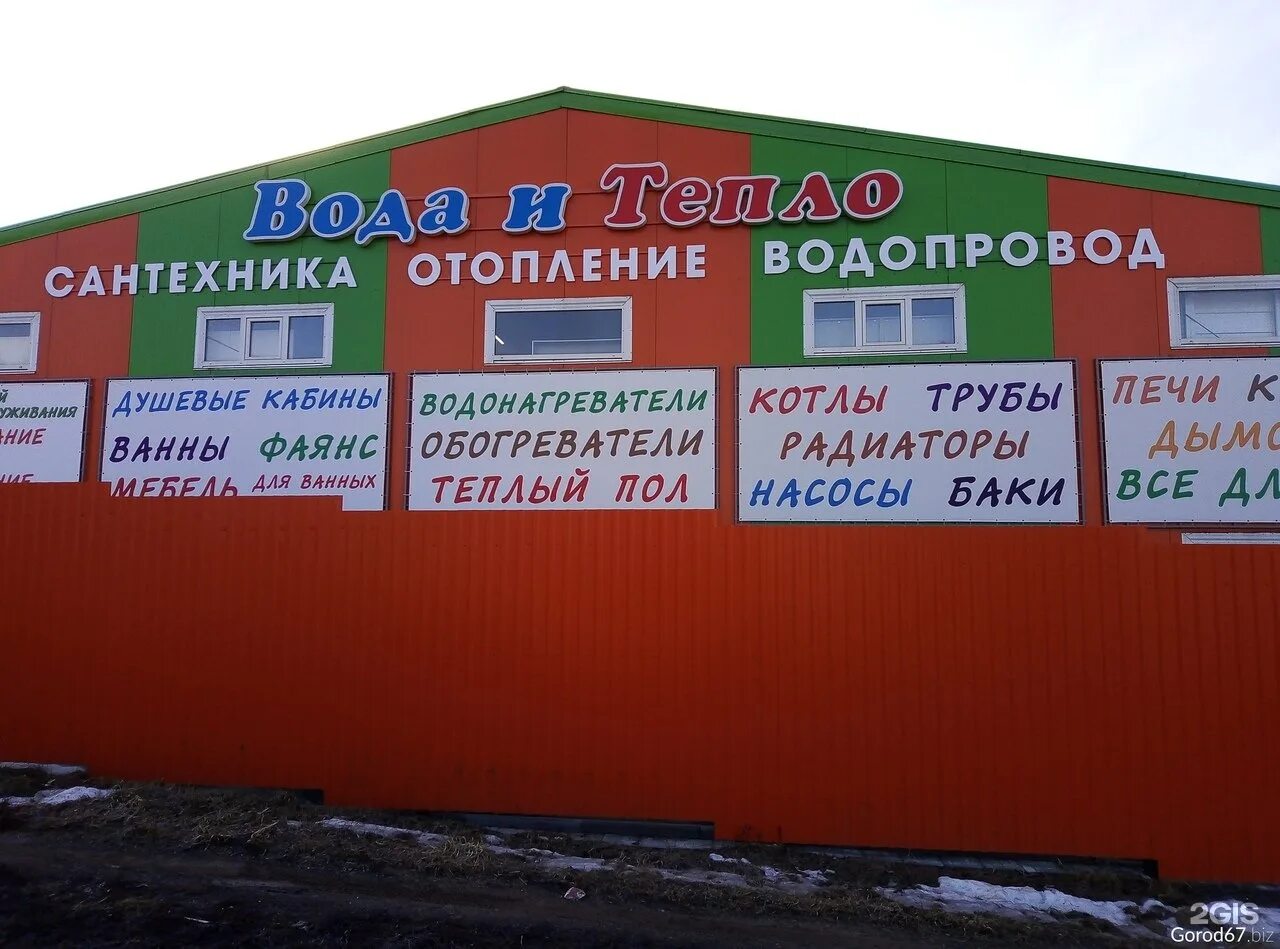 Вода и Тепло
САНТЕХНИКА ОТОПЛЕНИЕ ВОДОПРОВОД
ДУШЕВЫЕ КАБИНЫ
ВАННЫ ФАЯНС
МЕБЕЛЬ ДЛЯ ВАННЫХ
ВОДОНАГРЕВАТЕЛИ
ОБОГРЕВАТЕЛИ
ТЕПЛЫЙ ПОЛ
КОТЛЫ ТРУБЫ
РАДИАТОРЫ
НАСОСЫ БАКИ
ПЕЧИ
ВСЕ
2GIS
Gorod67.biz